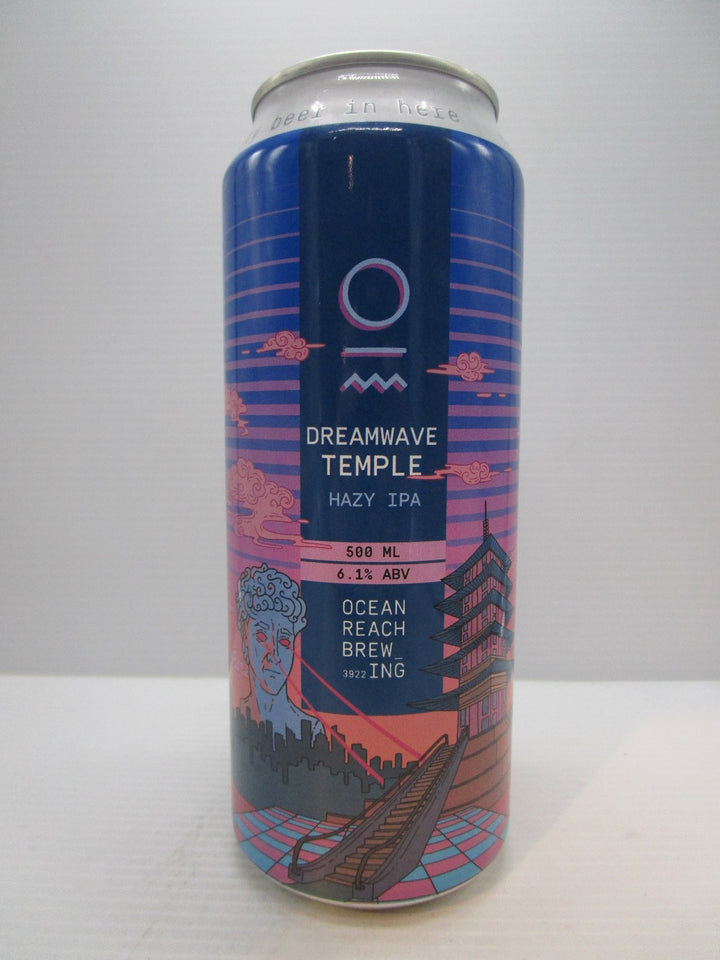 beer in here
DREAMWAVE
TEMPLE
HAZY IPA
500 ML
6.1% ABV
OCEAN
REACH
BREW_
3922 ING